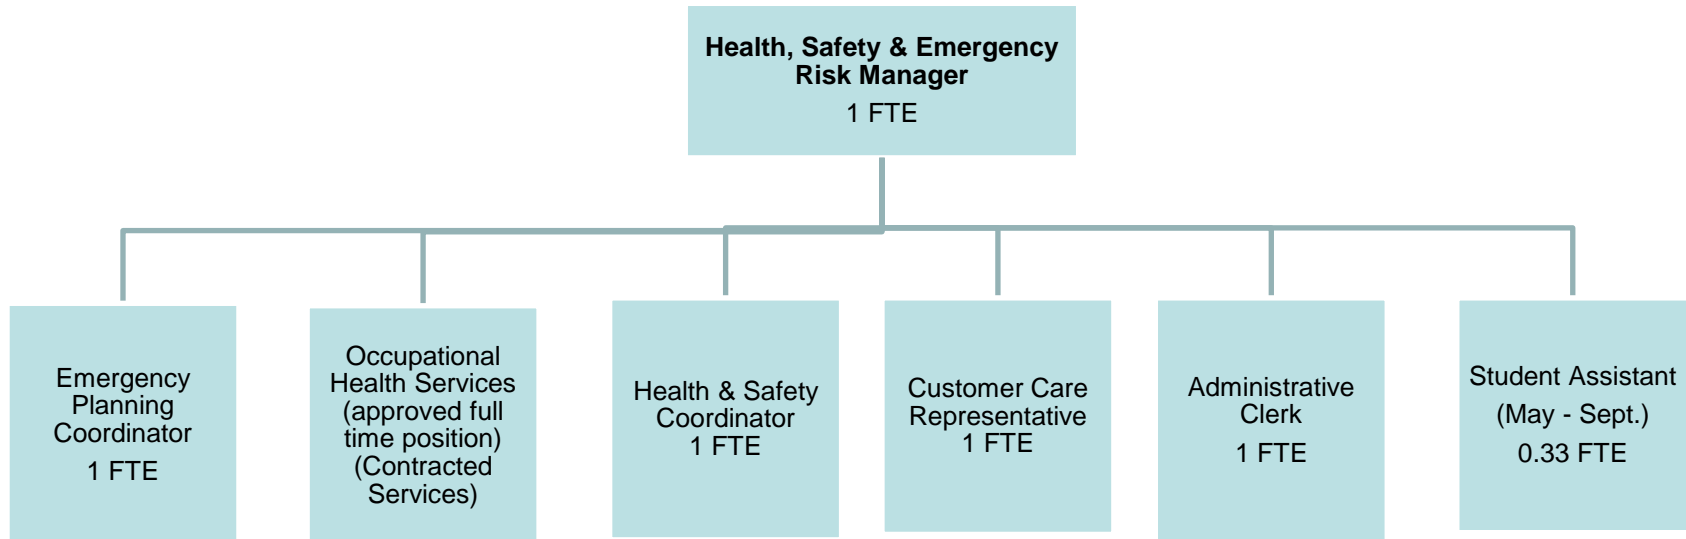 Health, Safety & Emergency
Risk Manager
1 FTE
Emergency
Planning
Coordinator
1 FTE
Occupational
Health Services
(approved full
time position)
(Contracted
Services)
Health & Safety
Coordinator
1 FTE
Customer Care
Representative
1 FTE
Administrative
Clerk
1 FTE
Student Assistant
(May - Sept.)
0.33 FTE